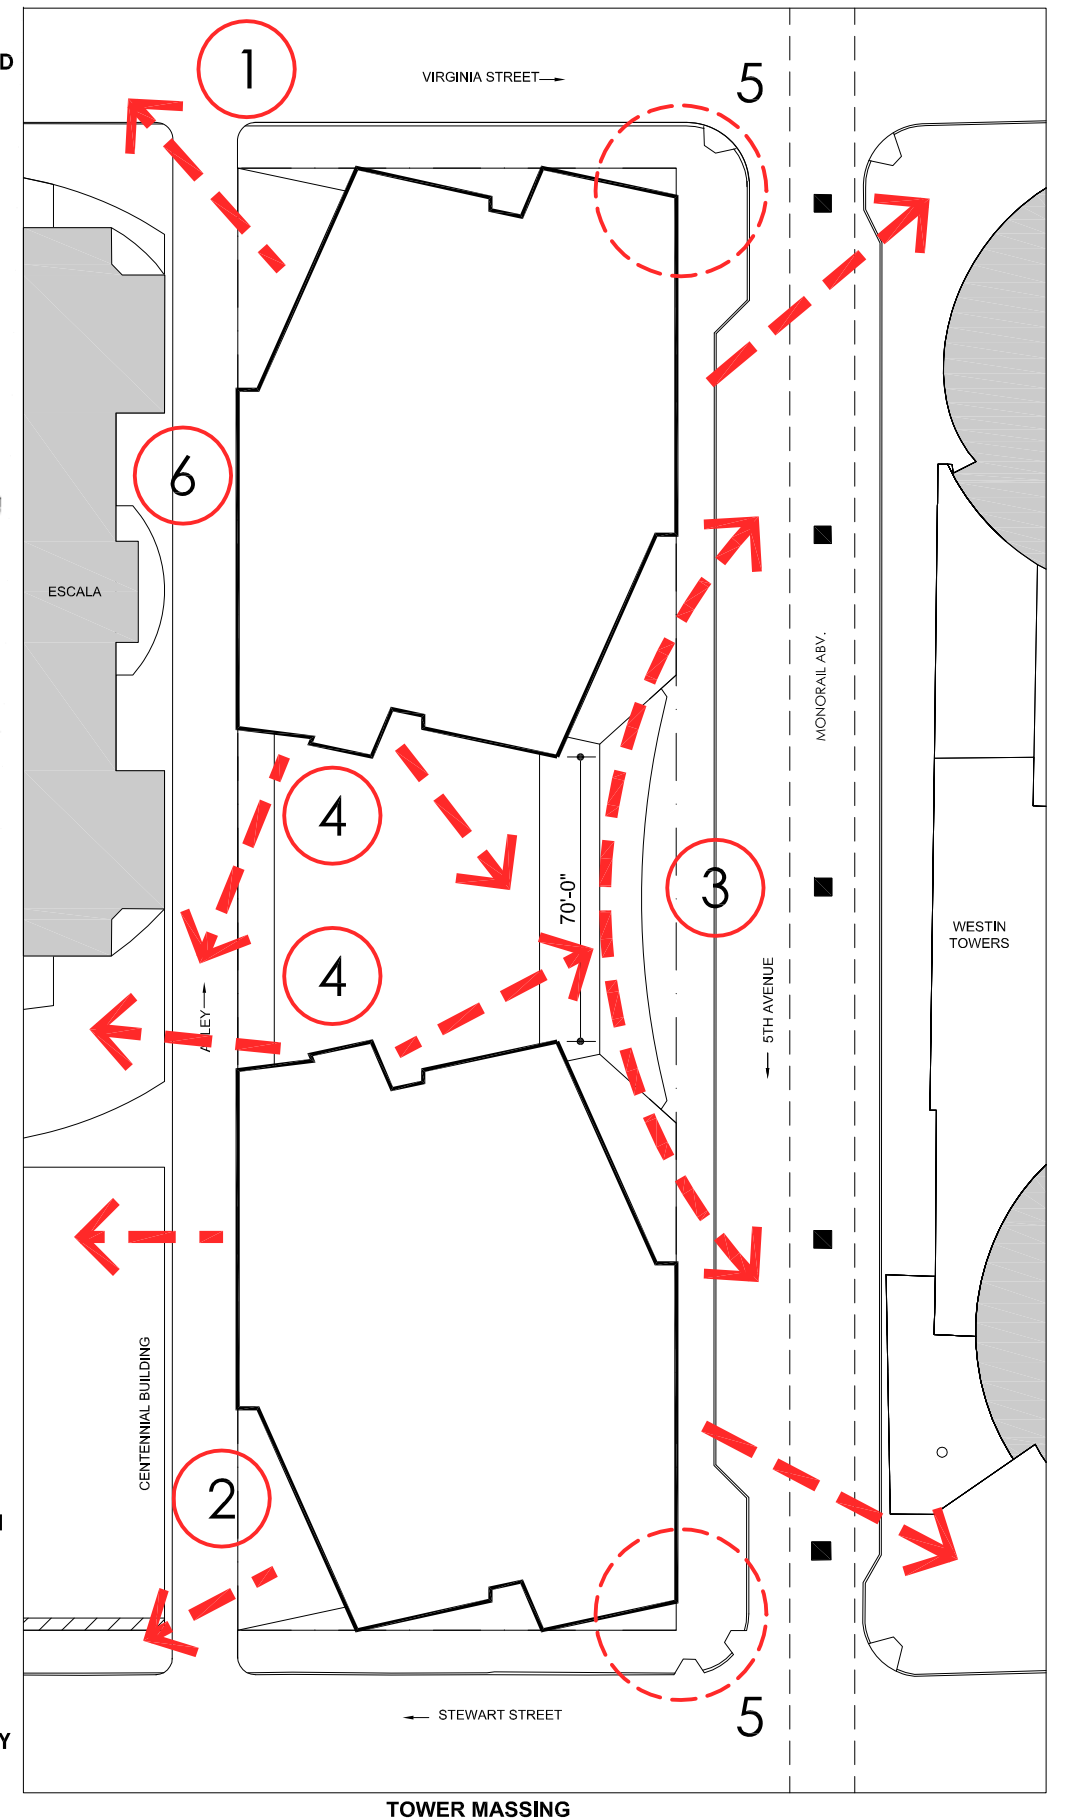 D
1
VIRGINIA STREET
5
6
ESCALA
MONORAIL ABV.
4
70'-0"
3
4
WESTIN
TOWERS
ALLEY
5TH AVENUE
CENTENNIAL BUILDING
2
5
STEWART STREET
Y
TOWER MASSING